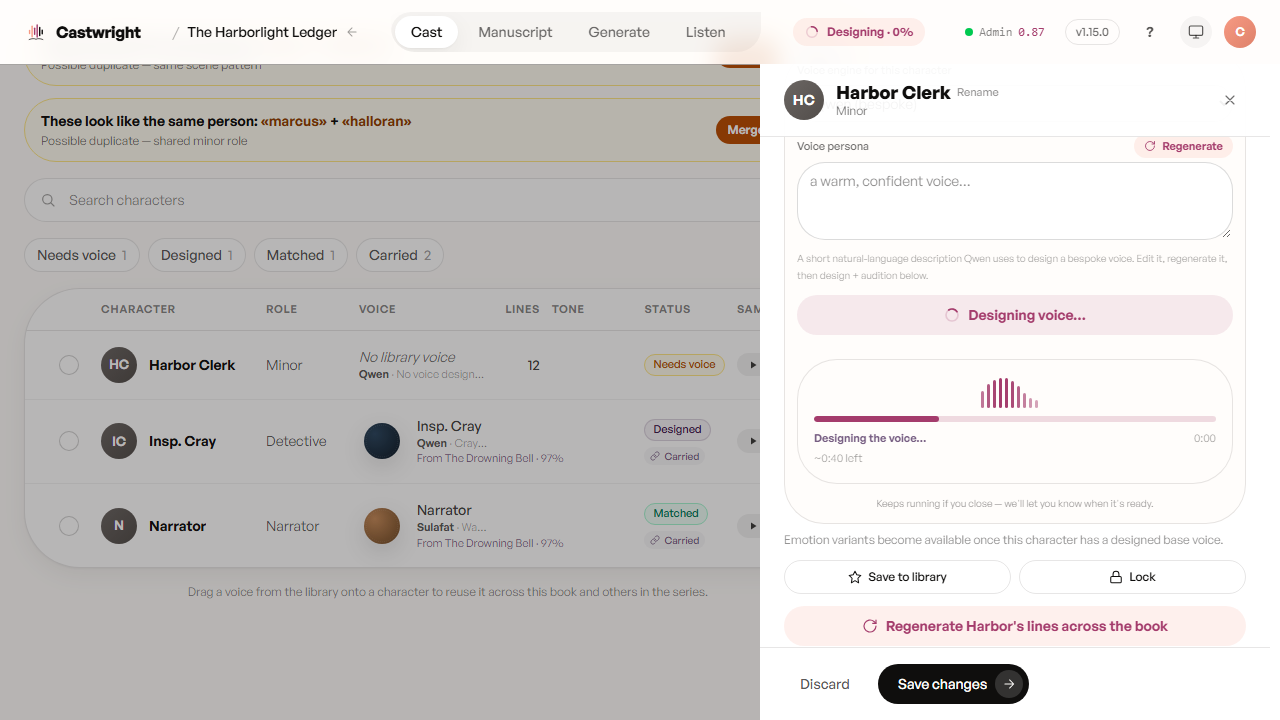 Castwright
/ The Harborlight Ledger ←
Cast
Manuscript
Generate
Listen
Designing · 0%
Admin 0.87
v1.15.0
?
C
Possible duplicate — same scene pattern
These look like the same person: «marcus» + «halloran»
Possible duplicate — shared minor role
Merge
Search characters
Needs voice 1
Designed 1
Matched 1
Carried 2
CHARACTER ROLE VOICE LINES TONE STATUS SAM
HC Harbor Clerk Minor No library voice 12 Needs voice
Qwen · No voice design...
IC Insp. Cray Detective Insp. Cray Designed
Qwen · Cray...
From The Drowning Bell · 97% Carried
N Narrator Narrator Narrator Matched
Sulafat · Wa...
From The Drowning Bell · 97% Carried
Drag a voice from the library onto a character to reuse it across this book and others in the series.
HC
Harbor Clerk Rename
Minor
Voice persona
Regenerate
a warm, confident voice...
A short natural-language description Qwen uses to design a bespoke voice. Edit it, regenerate it,
then design + audition below.
Designing voice...
Designing the voice... 0:00
~0:40 left
Keeps running if you close — we'll let you know when it's ready.
Emotion variants become available once this character has a designed base voice.
Save to library
Lock
Regenerate Harbor's lines across the book
Discard
Save changes →